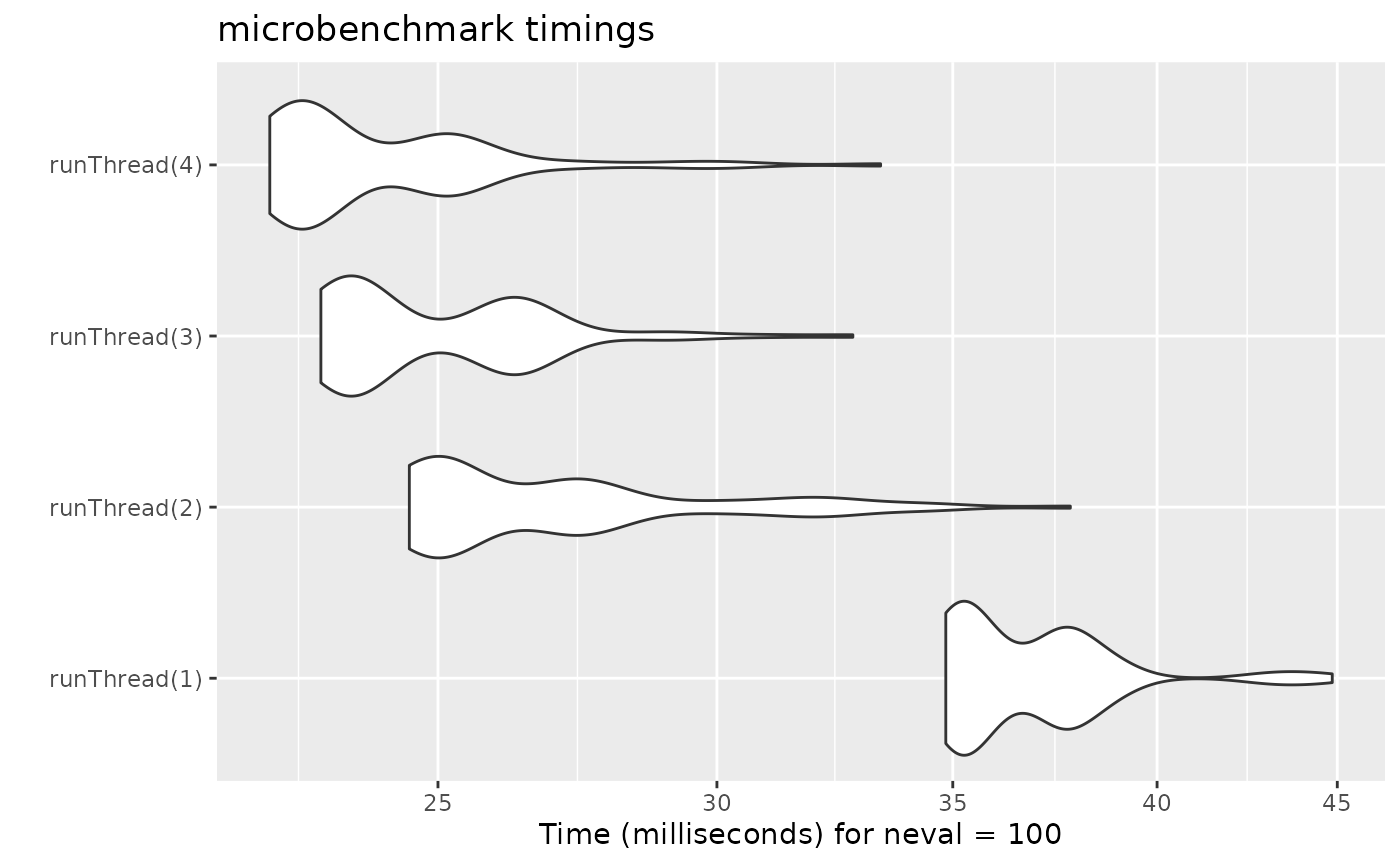 microbenchmark timings
runThread(4)
runThread(3)
runThread(2)
runThread(1)
25 30 35 40 45
Time (milliseconds) for neval = 100